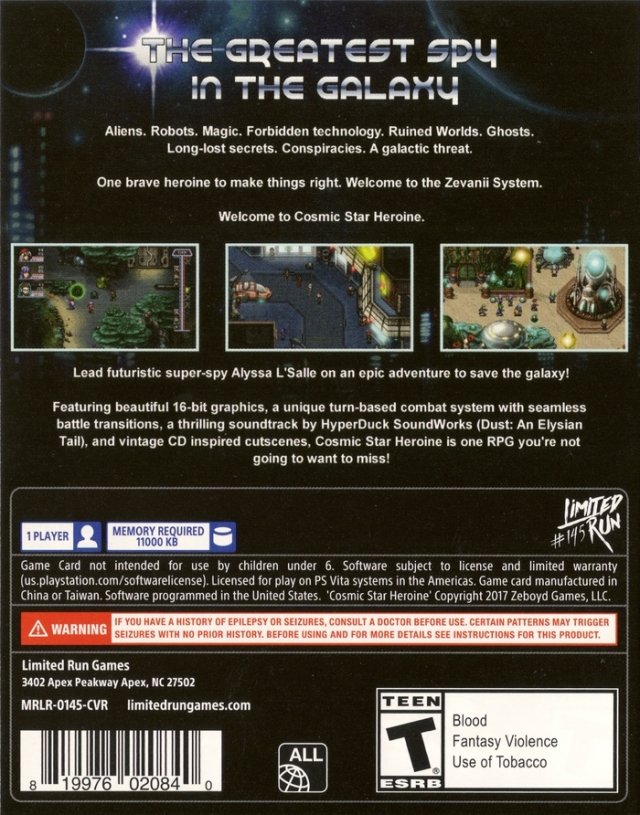 THE GREATEST SPY
IN THE GALAXY
Aliens. Robots. Magic. Forbidden technology. Ruined Worlds. Ghosts.
Long-lost secrets. Conspiracies. A galactic threat.
One brave heroine to make things right. Welcome to the Zevanii System.
Welcome to Cosmic Star Heroine.
Lead futuristic super-spy Alyssa L'Salle on an epic adventure to save the galaxy!
Featuring beautiful 16-bit graphics, a unique turn-based combat system with seamless
battle transitions, a thrilling soundtrack by HyperDuck SoundWorks (Dust: An Elysian
Tail), and vintage CD inspired cutscenes, Cosmic Star Heroine is one RPG you're not
going to want to miss!
LIMITED
#145 RUN
1 PLAYER
MEMORY REQUIRED
11000 KB
Game Card not intended for use by children under 6. Software subject to license and limited warranty
(us.playstation.com/softwarelicense). Licensed for play on PS Vita systems in the Americas. Game card manufactured in
China or Taiwan. Software programmed in the United States. 'Cosmic Star Heroine' Copyright 2017 Zeboyd Games, LLC.
WARNING
IF YOU HAVE A HISTORY OF EPILEPSY OR SEIZURES, CONSULT A DOCTOR BEFORE USE. CERTAIN PATTERNS MAY TRIGGER
SEIZURES WITH NO PRIOR HISTORY. BEFORE USING AND FOR MORE DETAILS SEE INSTRUCTIONS FOR THIS PRODUCT.
Limited Run Games
3402 Apex Peakway Apex, NC 27502
MRLR-0145-CVR limitedrungames.com
8 19976 02084 0
ALL
TEEN
T
®
ESRB
Blood
Fantasy Violence
Use of Tobacco